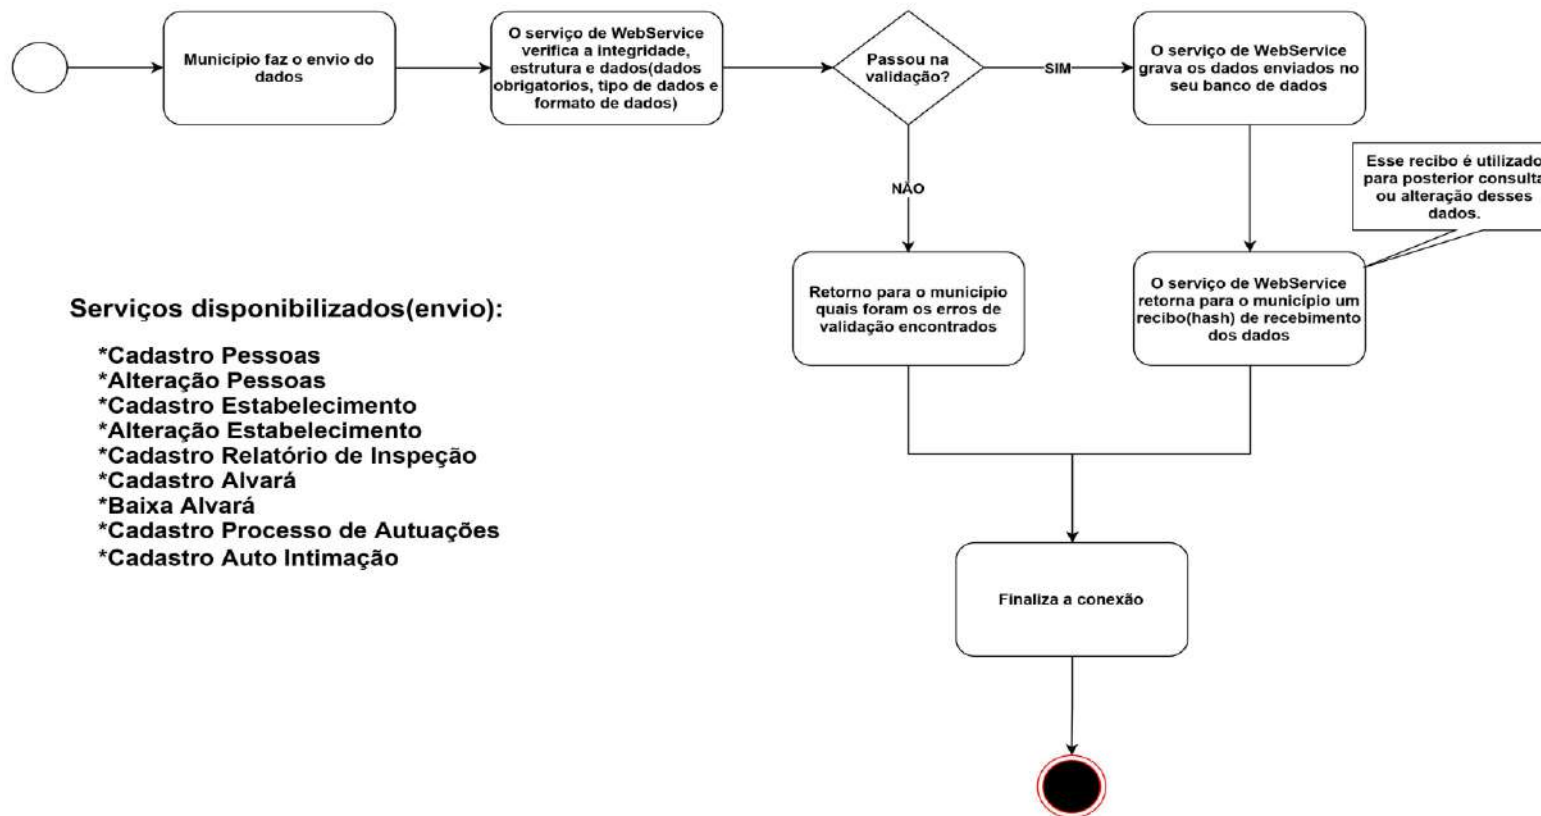 Município faz o envio do
dados
O serviço de WebService
verifica a integridade,
estrutura e dados(dados
obrigatorios, tipo de dados e
formato de dados)
Passou na
validação?
SIM
O serviço de WebService
grava os dados enviados no
seu banco de dados
NÃO
Esse recibo é utilizado
para posterior consulta
ou alteração desses
dados.
Retorno para o município
quais foram os erros de
validação encontrados
O serviço de WebService
retorna para o município um
recibo(hash) de recebimento
dos dados
Serviços disponibilizados(envio):
*Cadastro Pessoas
*Alteração Pessoas
*Cadastro Estabelecimento
*Alteração Estabelecimento
*Cadastro Relatório de Inspeção
*Cadastro Alvará
*Baixa Alvará
*Cadastro Processo de Autuações
*Cadastro Auto Intimação
Finaliza a conexão